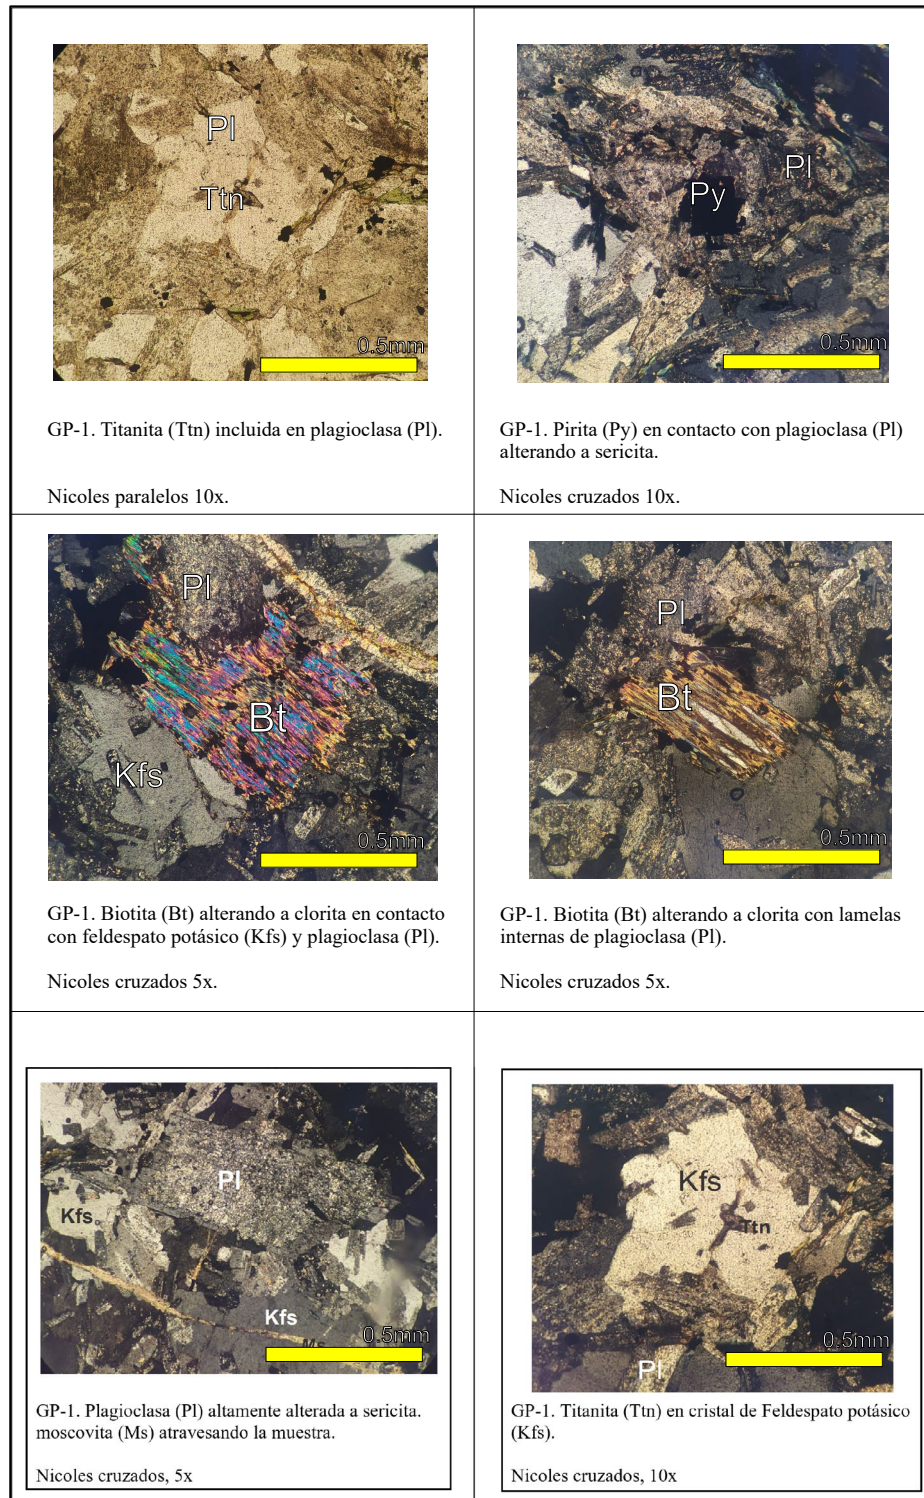 Pl
Ttn
0.5mm
GP-1. Titanita (Ttn) incluida en plagioclasa (Pl).
Nicoles paralelos 10x.
Pl
Py
0.5mm
GP-1. Pirita (Py) en contacto con plagioclasa (Pl)
alterando a sericita.
Nicoles cruzados 10x.
Pl
Bt
Kfs
0.5mm
GP-1. Biotita (Bt) alterando a clorita en contacto
con feldespato potásico (Kfs) y plagioclasa (Pl).
Nicoles cruzados 5x.
Pl
Bt
0.5mm
GP-1. Biotita (Bt) alterando a clorita con lamelas
internas de plagioclasa (Pl).
Nicoles cruzados 5x.
Pl
Kfs
Kfs
Ms
0.5mm
GP-1. Plagioclasa (Pl) altamente alterada a sericita.
moscovita (Ms) atravesando la muestra.
Nicoles cruzados, 5x
Kfs
Ttn
0.5mm
Pl
GP-1. Titanita (Ttn) en cristal de Feldespato potásico
(Kfs).
Nicoles cruzados, 10x